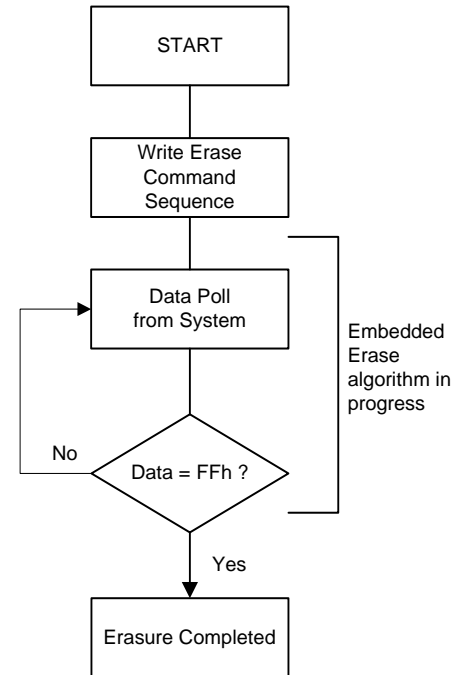 START
Write Erase
Command
Sequence
Data Poll
from System
Embedded
Erase
algorithm in
progress
No
Data = FFh ?
Yes
Erasure Completed